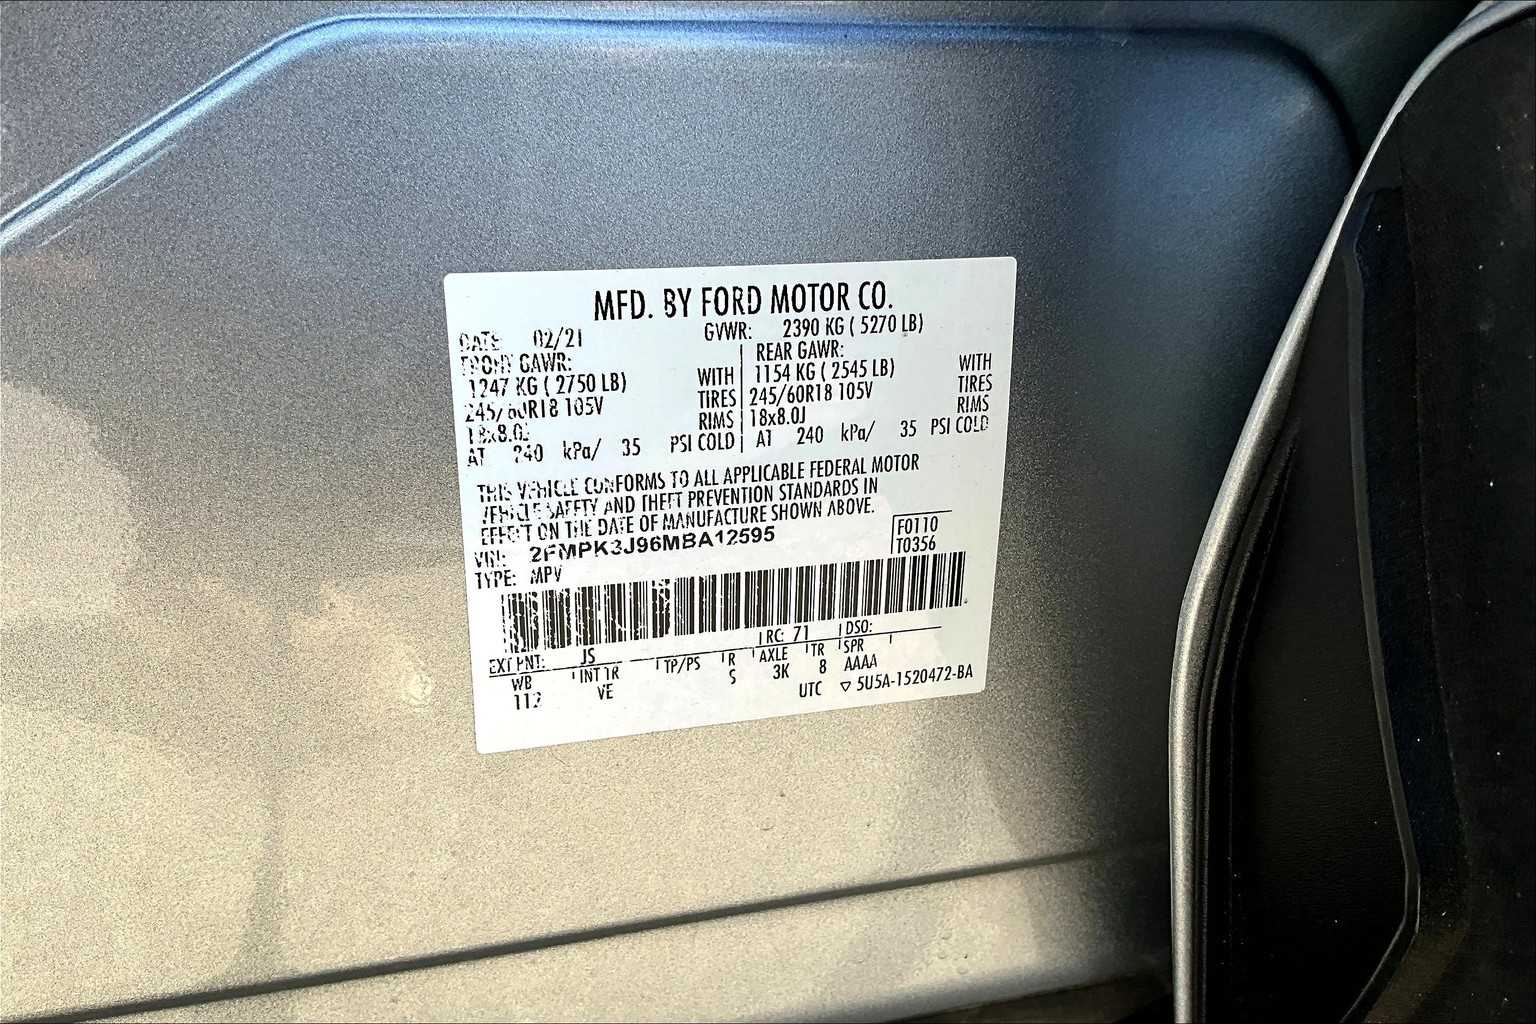 MFD. BY FORD MOTOR CO.
DATE: 02/21 GVWR: 2390 KG ( 5270 LB)
FRONT GAWR: REAR GAWR:
1247 KG ( 2750 LB) WITH 1154 KG ( 2545 LB) WITH
245/60R18 105V TIRES 245/60R18 105V TIRES
18x8.0J RIMS 18x8.0J RIMS
AT 240 kPa/ 35 PSI COLD AT 240 kPa/ 35 PSI COLD
THIS VEHICLE CONFORMS TO ALL APPLICABLE FEDERAL MOTOR
VEHICLE SAFETY AND THEFT PREVENTION STANDARDS IN
EFFECT ON THE DATE OF MANUFACTURE SHOWN ABOVE.
VIN: 2FMPK3J96MBA12595 F0110
TYPE: MPV T0356
RC: 71 DSO:
EXT PNT: JS
WB INT TR TP/PS R AXLE TR SPR
112 VE S 3K 8 AAAA
UTC ▽ 5U5A-1520472-BA